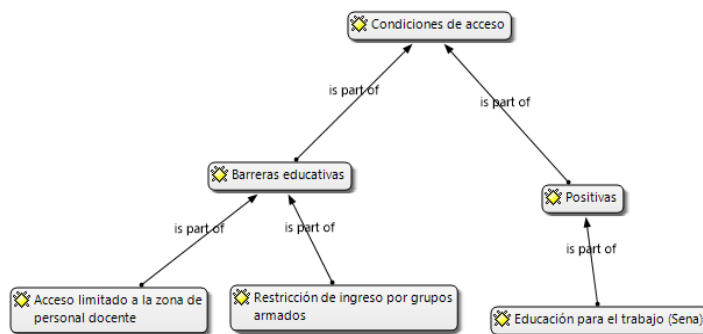 Condiciones de acceso
is part of
is part of
Barreras educativas
Positivas
is part of
is part of
is part of
Acceso limitado a la zona de
personal docente
Restricción de ingreso por grupos
armados
Educación para el trabajo (Sena)